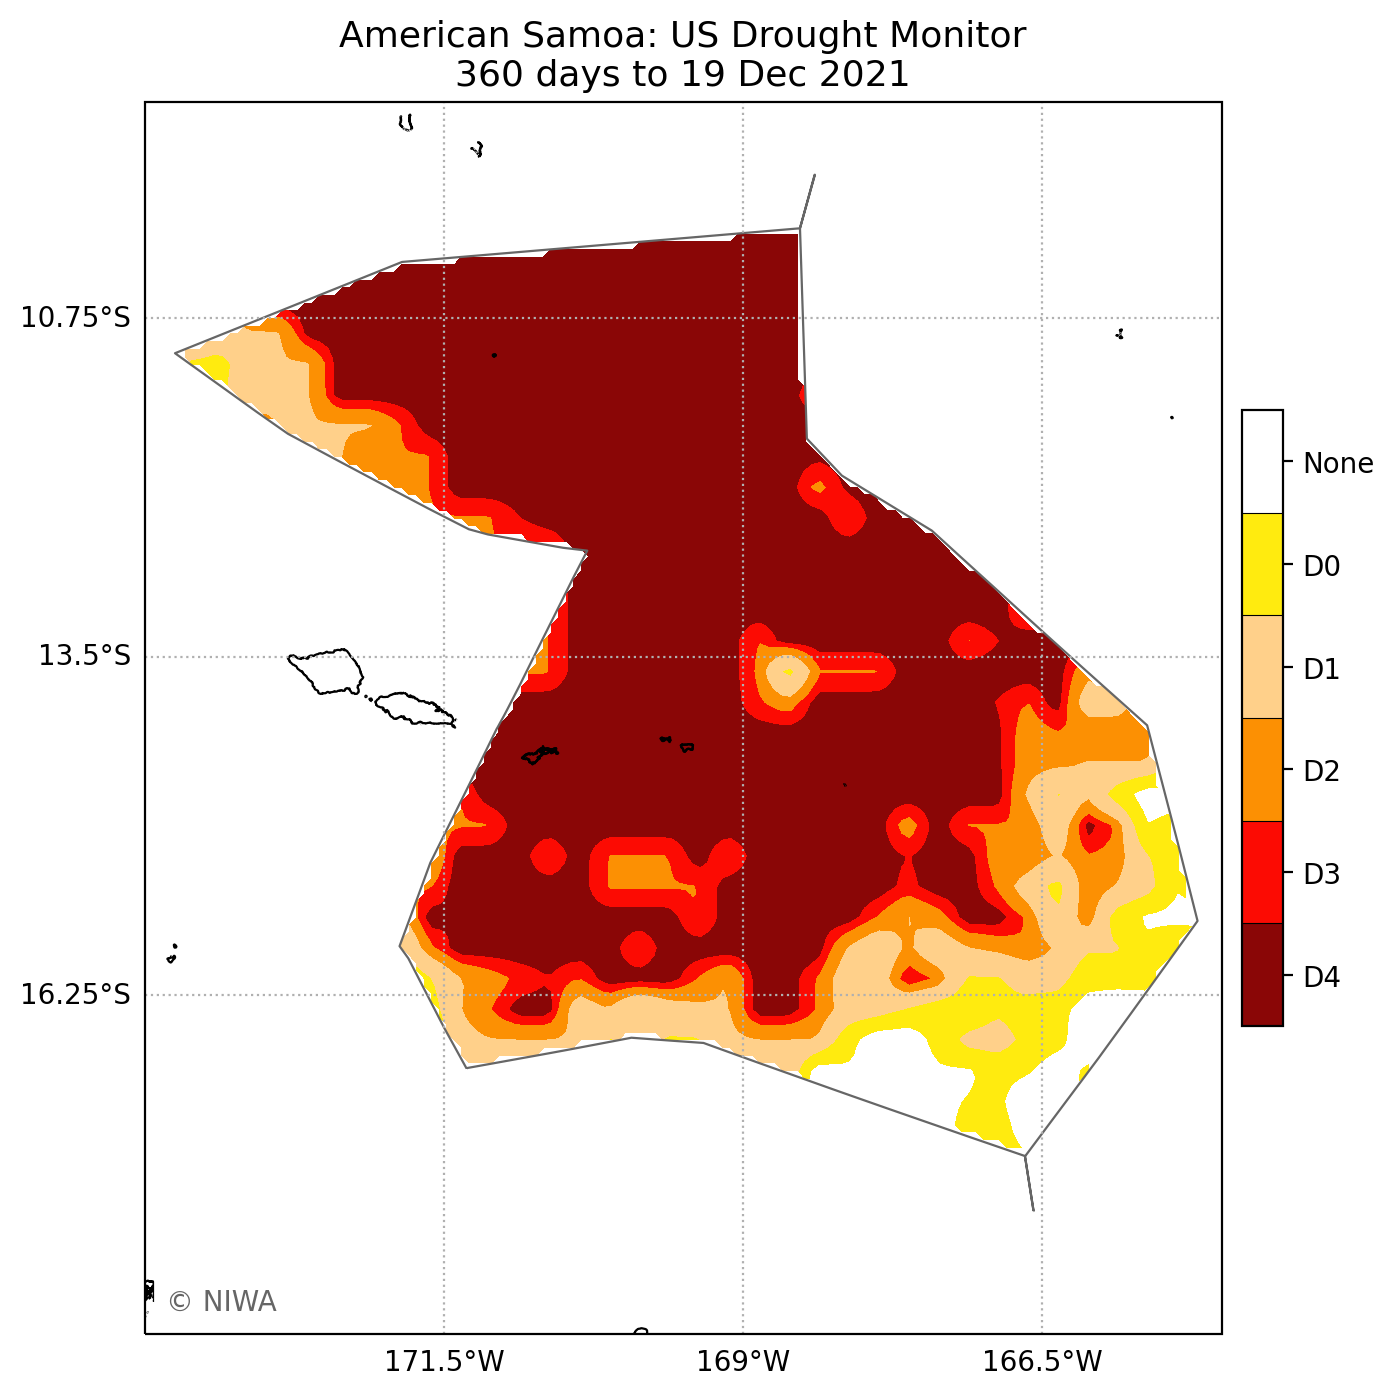 American Samoa: US Drought Monitor
360 days to 19 Dec 2021
10.75°S
13.5°S
16.25°S
171.5°W
169°W
166.5°W
None
D0
D1
D2
D3
D4
© NIWA